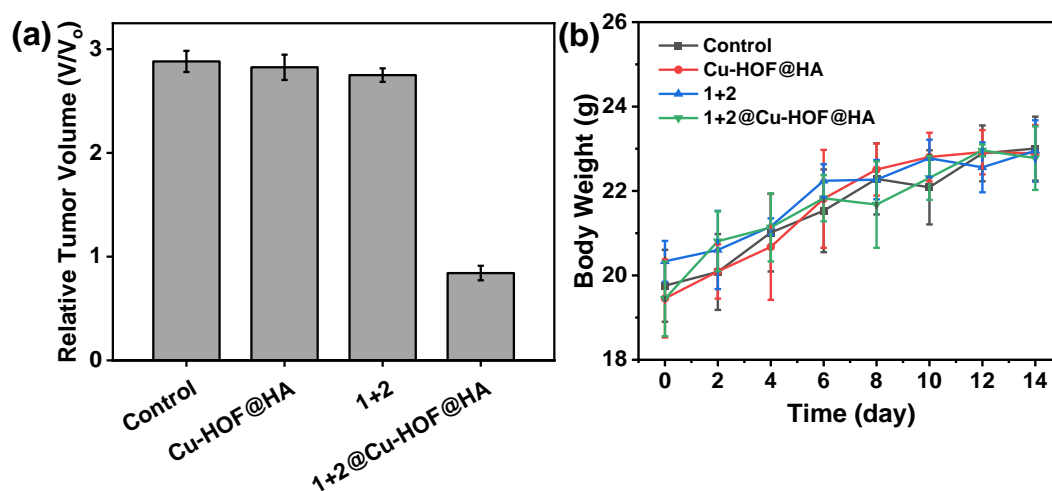 (a)
Relative Tumor Volume (V/Vo)
3
2
1
0
Control
Cu-HOF@HA
1+2
1+2@Cu-HOF@HA
(b)
Control
Cu-HOF@HA
1+2
1+2@Cu-HOF@HA
Body Weight (g)
26
24
22
20
18
0 2 4 6 8 10 12 14
Time (day)